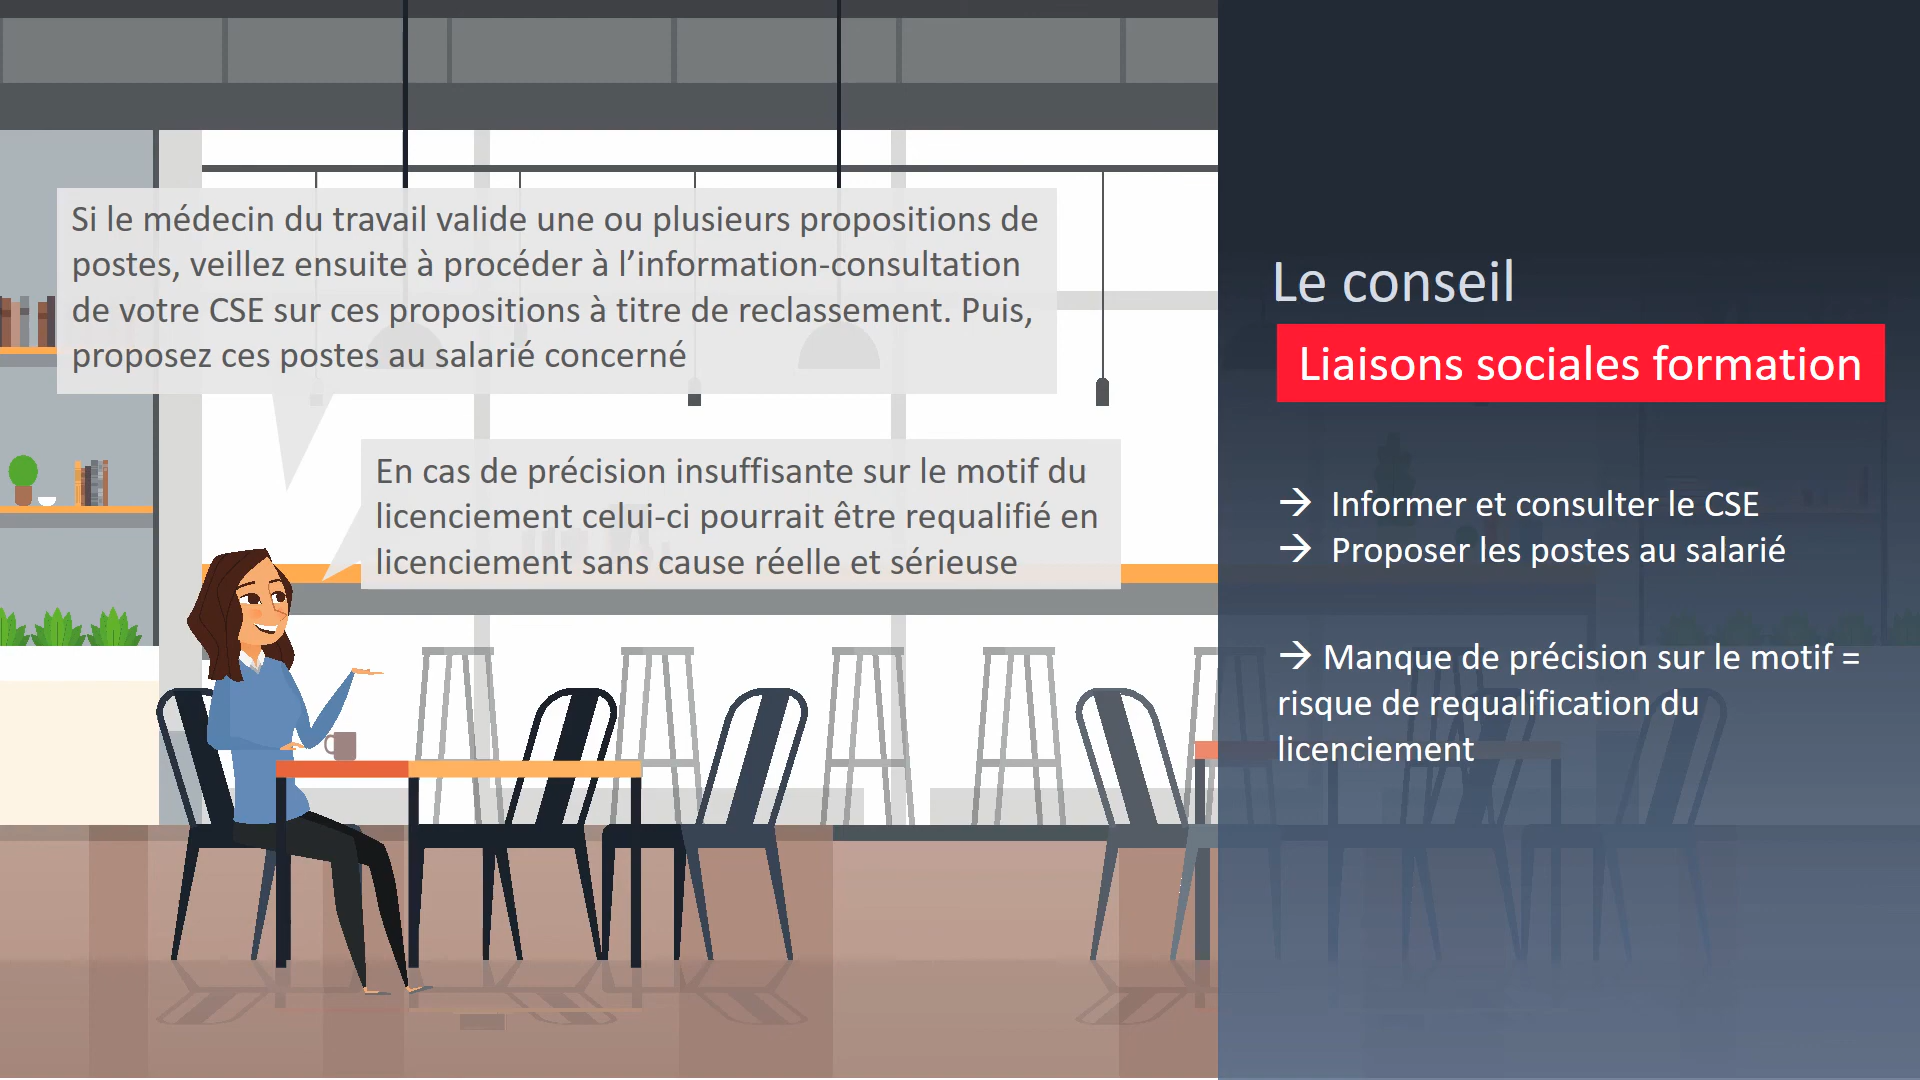 Si le médecin du travail valide une ou plusieurs propositions de
postes, veillez ensuite à procéder à l’information-consultation
de votre CSE sur ces propositions à titre de reclassement. Puis,
proposez ces postes au salarié concerné
En cas de précision insuffisante sur le motif du
licenciement celui-ci pourrait être requalifié en
licenciement sans cause réelle et sérieuse
Le conseil
Liaisons sociales formation
→ Informer et consulter le CSE
→ Proposer les postes au salarié
→ Manque de précision sur le motif =
risque de requalification du
licenciement